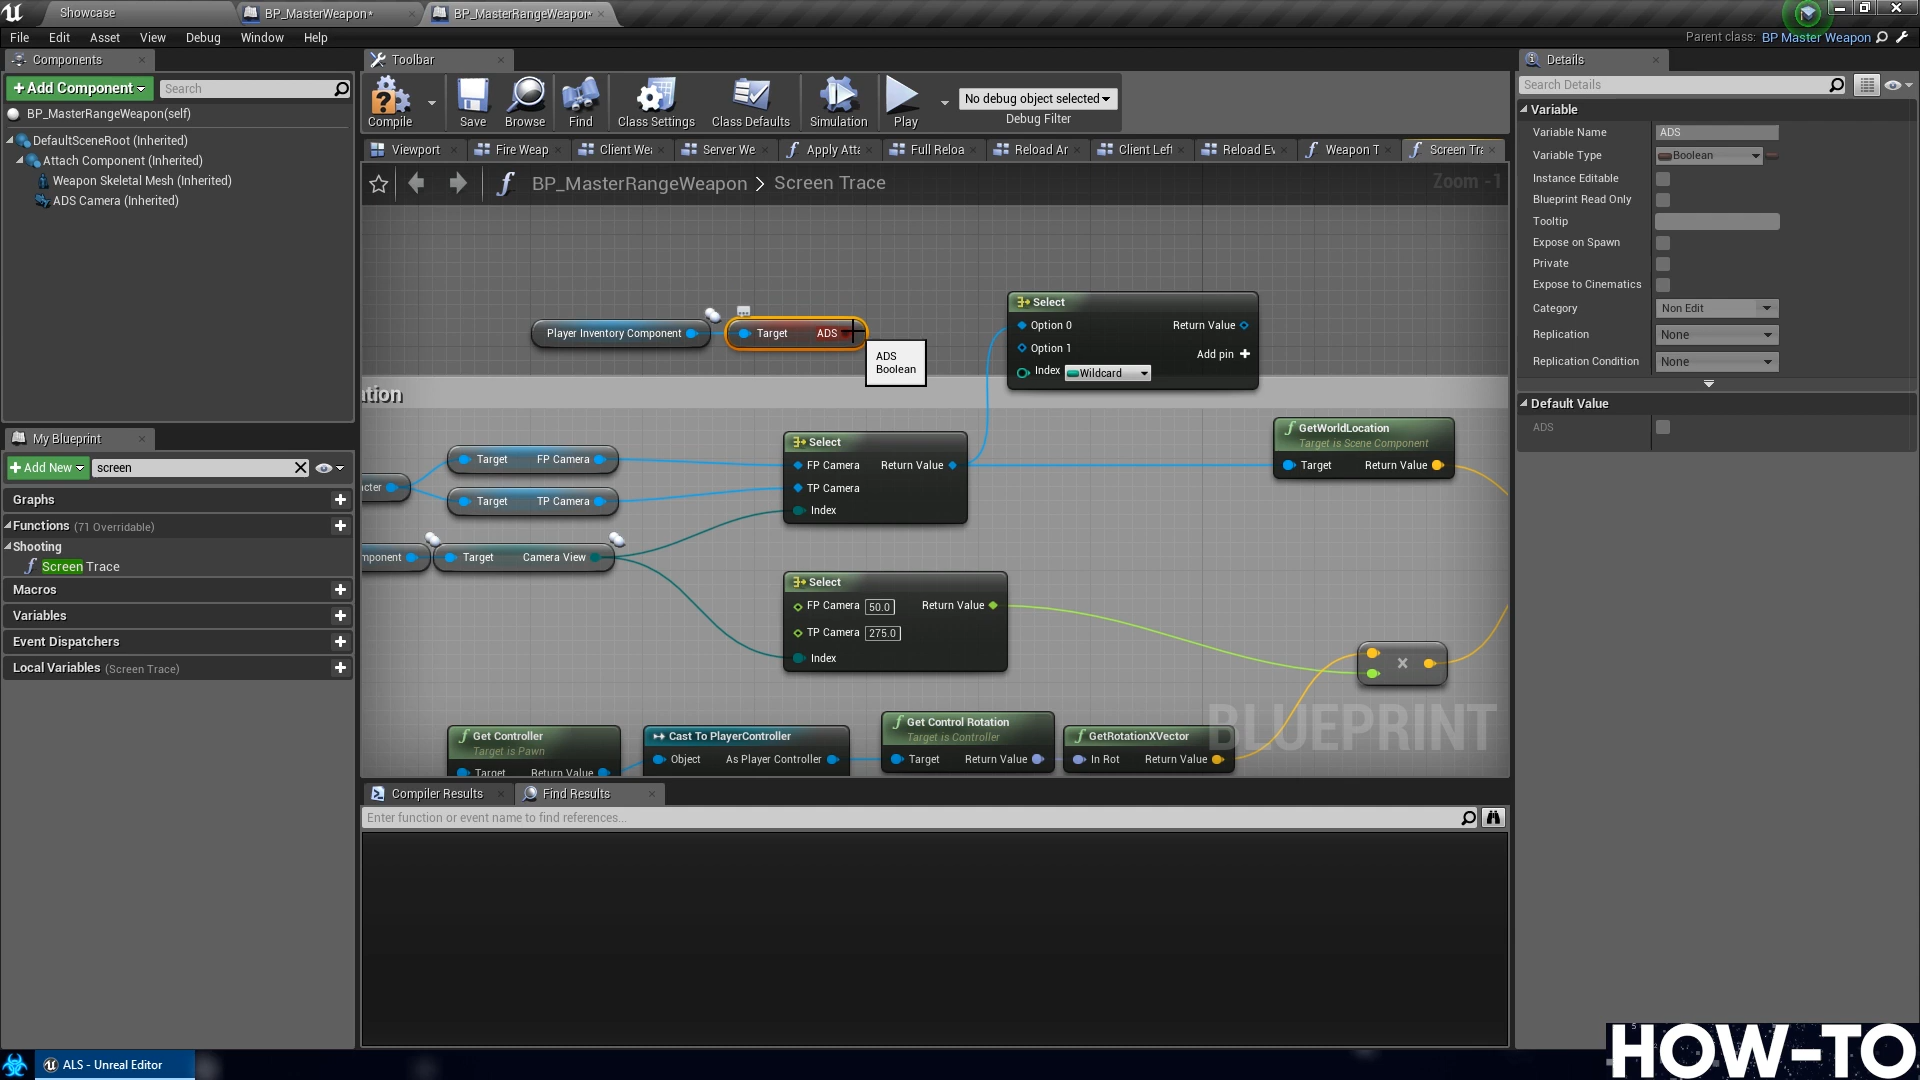 Showcase
BP_MasterWeapon*
BP_MasterRangeWeapon*
File Edit Asset View Debug Window Help
Parent class: BP Master Weapon
Components
Toolbar
Details
+ Add Component
Search
Compile Save Browse Find Class Settings Class Defaults Simulation Play
No debug object selected
Debug Filter
Search Details
BP_MasterRangeWeapon(self)
DefaultSceneRoot (Inherited)
Attach Component (Inherited)
Weapon Skeletal Mesh (Inherited)
ADS Camera (Inherited)
Viewport Fire Weap Client Wea Server We Apply Atta Full Reloa Reload An Client Left Reload Ev Weapon T Screen Tra
BP_MasterRangeWeapon > Screen Trace
Zoom -1
Player Inventory Component
Target ADS
ADS
Boolean
Select
Option 0 Return Value
Option 1
Add pin +
Index Wildcard
ation
cter
Target FP Camera
Target TP Camera
mponent
Target Camera View
Select
FP Camera Return Value
TP Camera
Index
GetWorldLocation
Target is Scene Component
Target Return Value
Select
FP Camera 50.0 Return Value
TP Camera 275.0
Index
×
BLUEPRINT
Get Controller
Target is Pawn
Target Return Value
Cast To PlayerController
Object As Player Controller
Get Control Rotation
Target is Controller
Target Return Value
GetRotationXVector
In Rot Return Value
My Blueprint
+ Add New
screen
Graphs
Functions (71 Overridable)
Shooting
Screen Trace
Macros
Variables
Event Dispatchers
Local Variables (Screen Trace)
Compiler Results
Find Results
Enter function or event name to find references...
Variable
Variable Name ADS
Variable Type Boolean
Instance Editable
Blueprint Read Only
Tooltip
Expose on Spawn
Private
Expose to Cinematics
Category Non Edit
Replication None
Replication Condition None
Default Value
ADS
ALS - Unreal Editor
HOW-TO